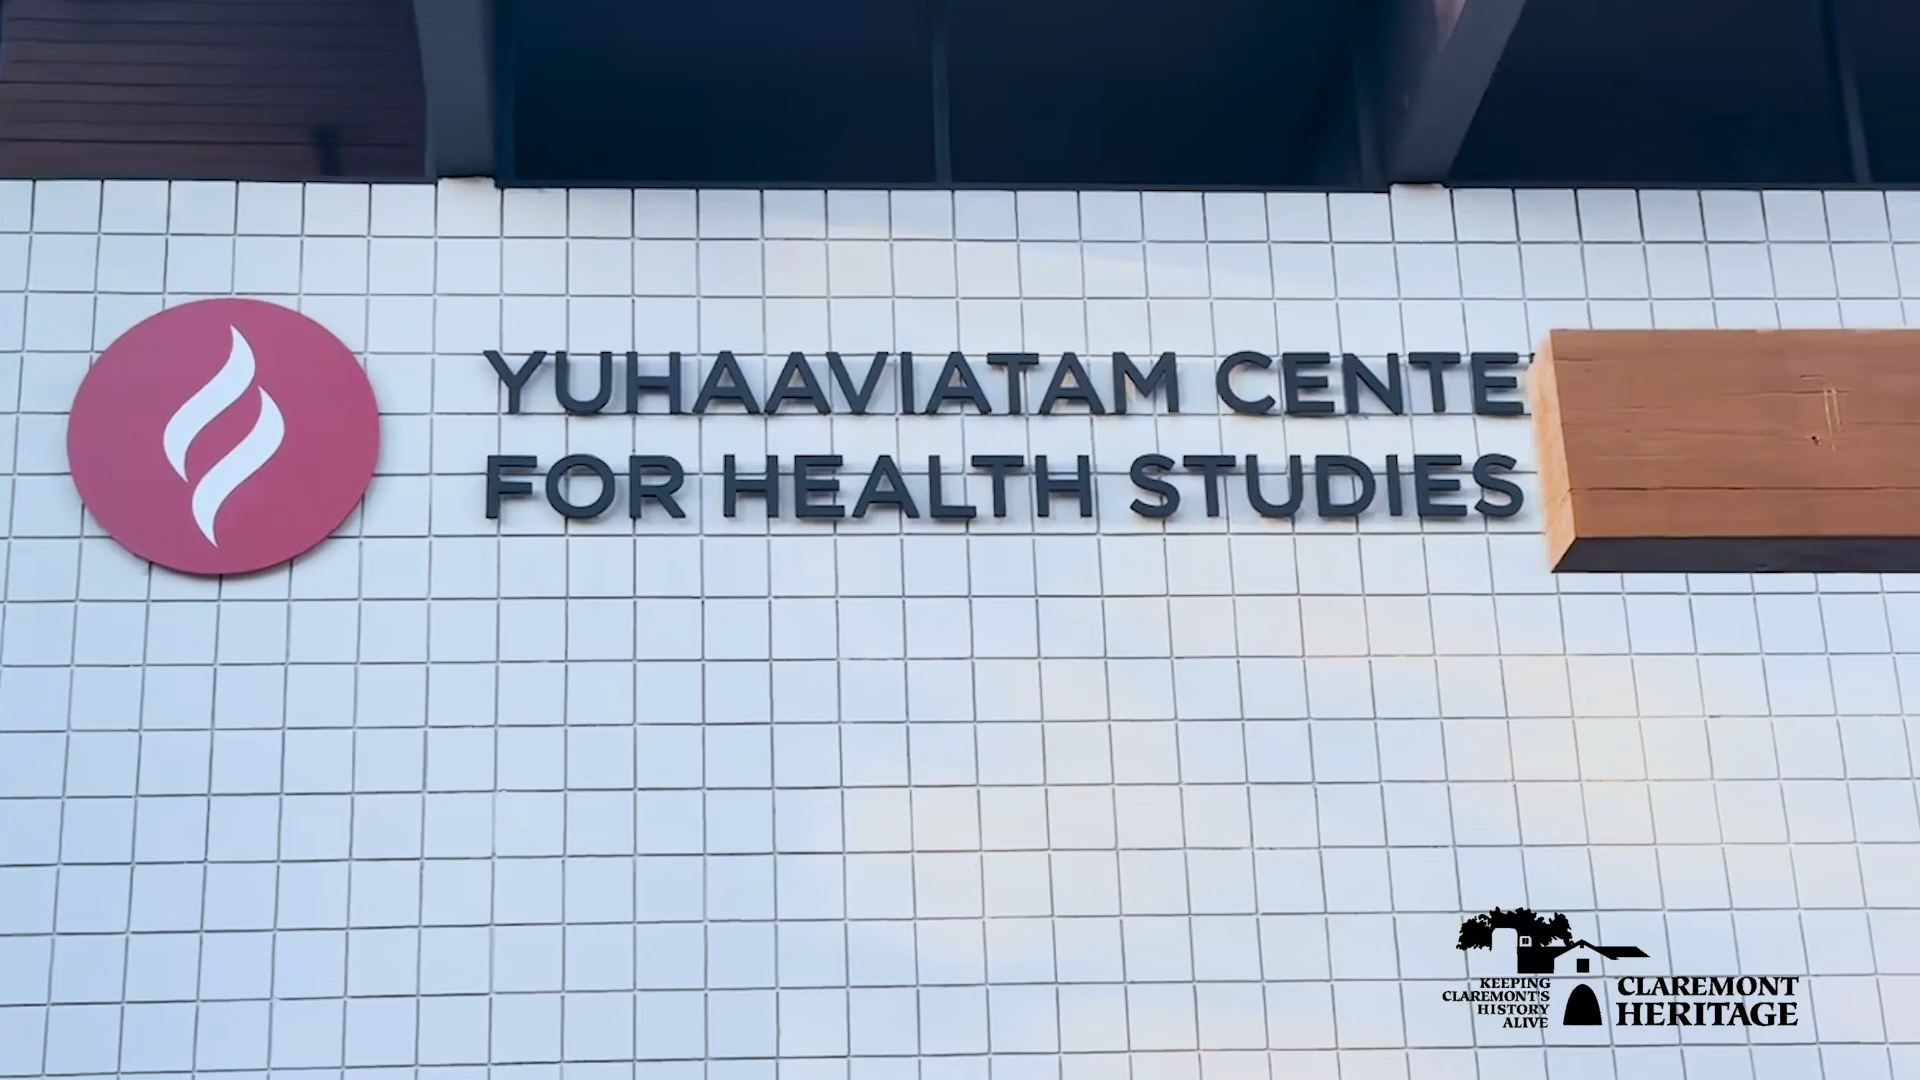 YUHAAVIATAM CENTE
FOR HEALTH STUDIES
KEEPING
CLAREMONT'S
HISTORY
ALIVE
CLAREMONT
HERITAGE